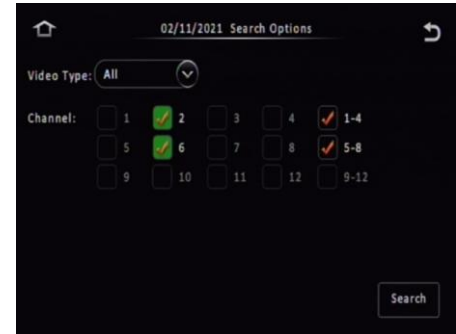 02/11/2021 Search Options
Video Type: All
Channel: 1 2 3 4 1-4
5 6 7 8 5-8
9 10 11 12 9-12
Search